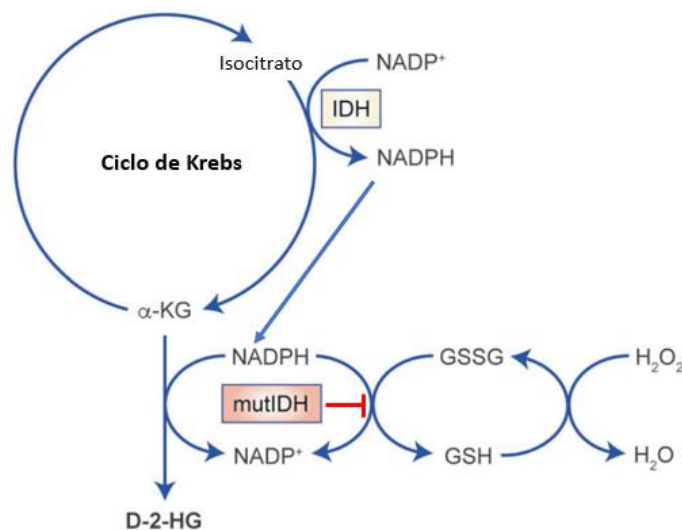 Isocitrato
NADP⁺
IDH
Ciclo de Krebs
NADPH
α-KG
NADPH
GSSG
H₂O₂
mutIDH
NADP⁺
GSH
H₂O
D-2-HG